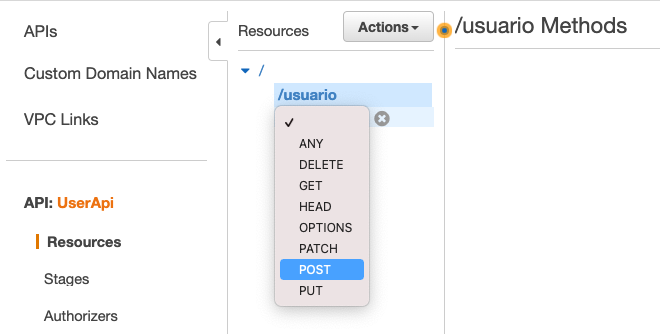 APIs
Custom Domain Names
VPC Links
API: UserApi
Resources
Stages
Authorizers
Resources
Actions
/
/usuario
ANY
DELETE
GET
HEAD
OPTIONS
PATCH
POST
PUT
/usuario Methods